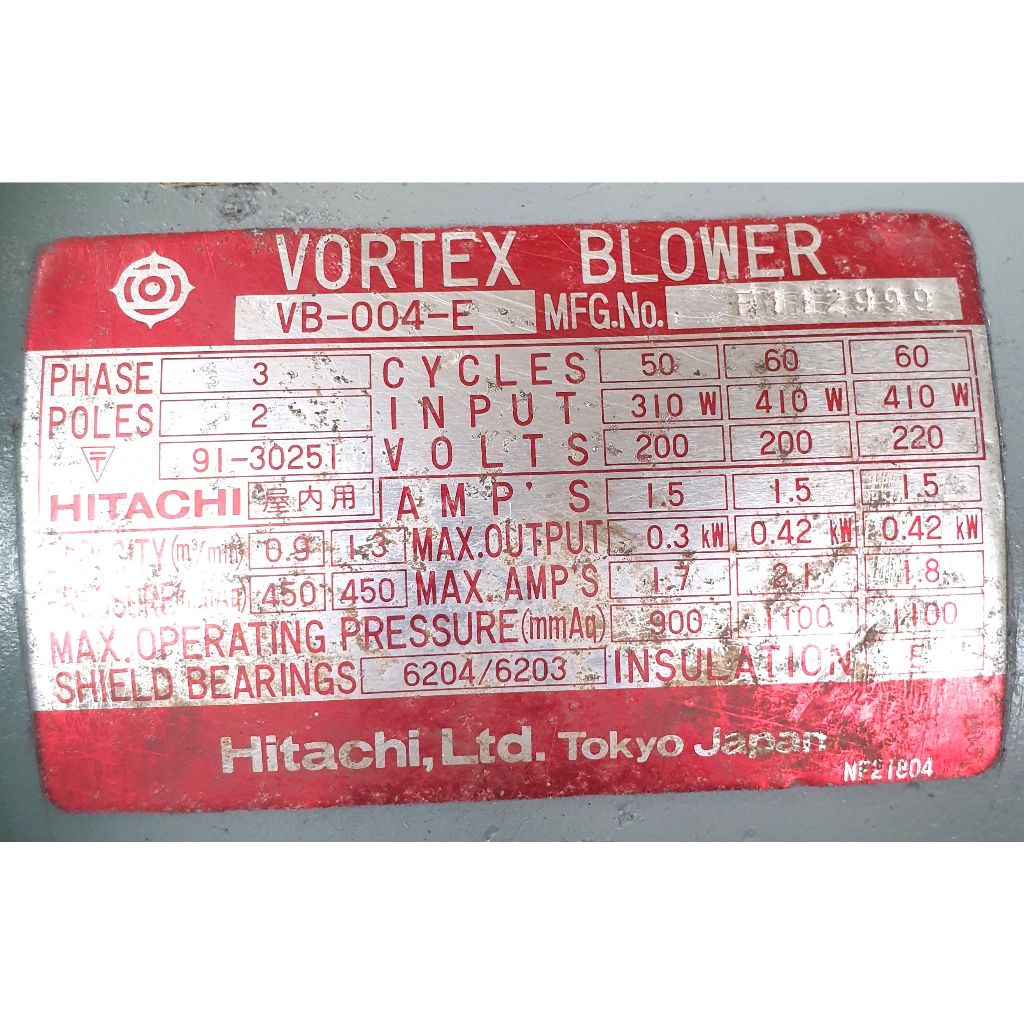 VORTEX BLOWER
VB-004-E MFG.No.
PHASE 3 CYCLES 50 60 60
POLES 2 INPUT 310 W 410 W 410 W
〒 91-30251 VOLTS 200 200 220
HITACHI 屋内用 AMP'S 1.5 1.5 1.5
(m³/min) 0.9 1.3 MAX.OUTPUT 0.3 kW 0.42 kW 0.42 kW
450 450 MAX. AMP'S 1.7 2.1 1.8
MAX. OPERATING PRESSURE(mmAq) 900 1100 1100
SHIELD BEARINGS 6204/6203 INSULATION E
Hitachi, Ltd. Tokyo Japan
NF21804